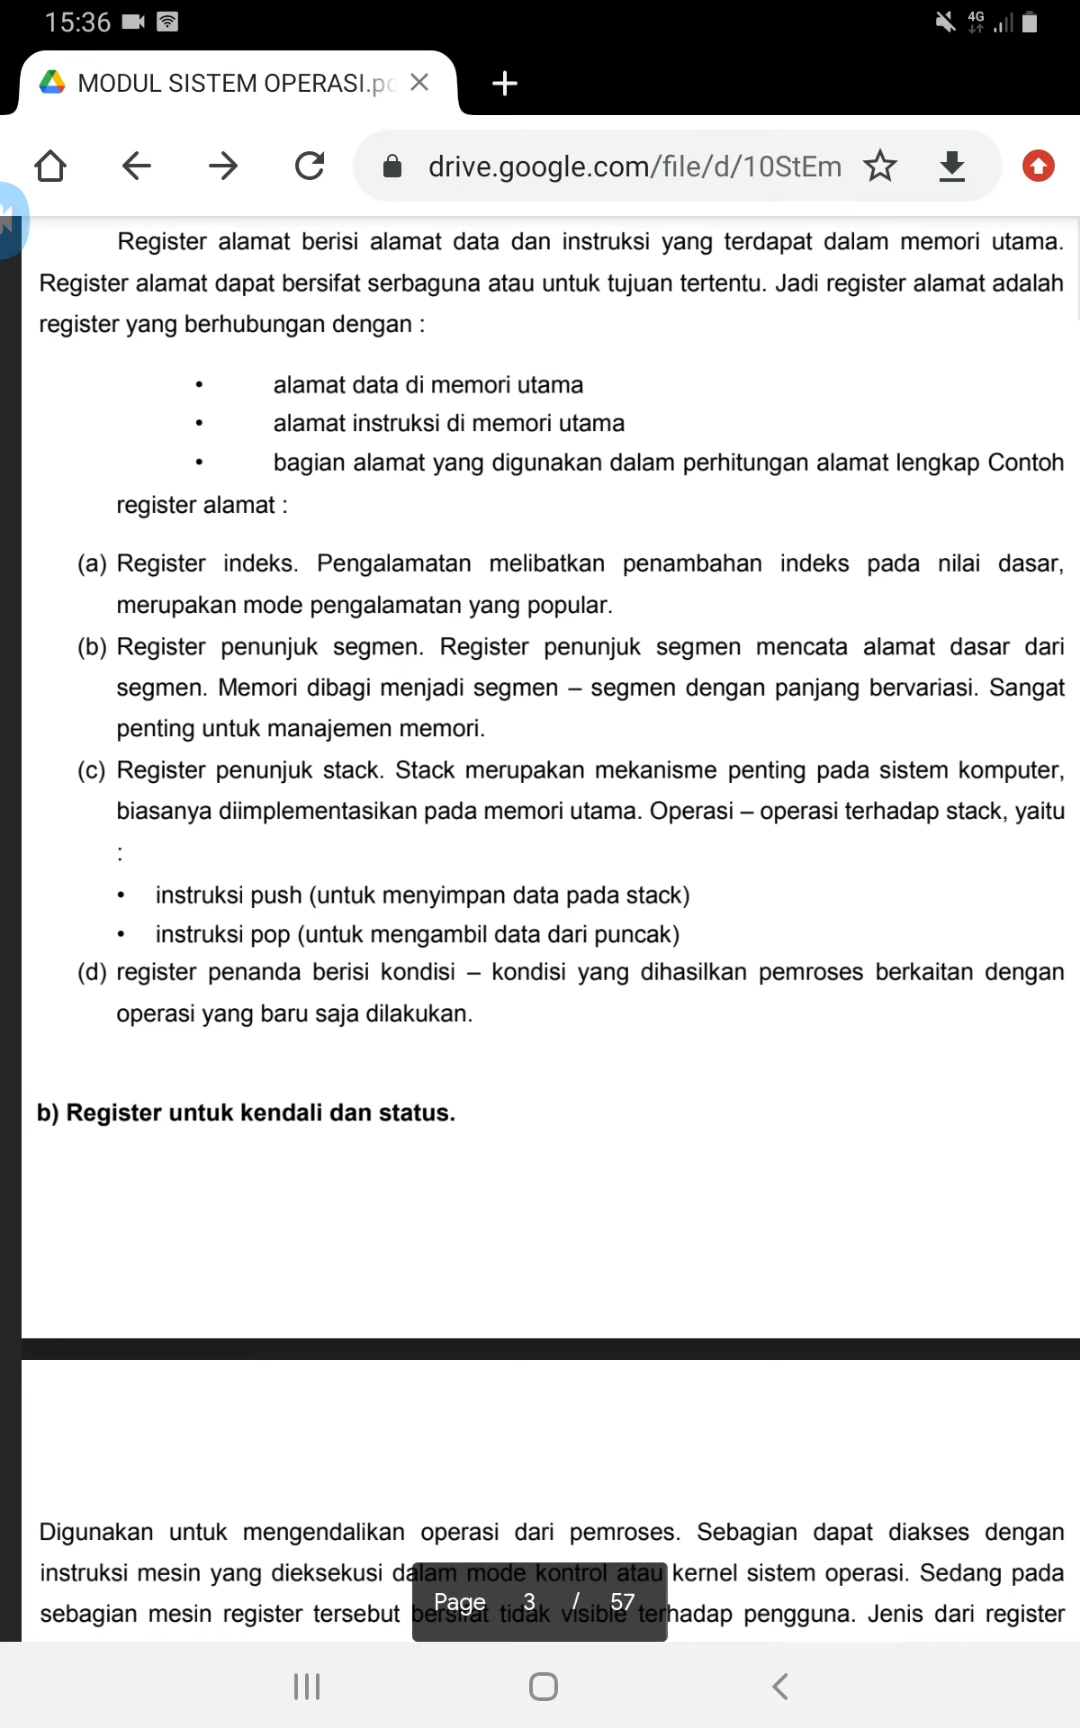 15:36
4G
MODUL SISTEM OPERASI.pd
drive.google.com/file/d/10StEm
Register alamat berisi alamat data dan instruksi yang terdapat dalam memori utama.
Register alamat dapat bersifat serbaguna atau untuk tujuan tertentu. Jadi register alamat adalah
register yang berhubungan dengan :
• alamat data di memori utama
• alamat instruksi di memori utama
• bagian alamat yang digunakan dalam perhitungan alamat lengkap Contoh
register alamat :
(a) Register indeks. Pengalamatan melibatkan penambahan indeks pada nilai dasar,
merupakan mode pengalamatan yang popular.
(b) Register penunjuk segmen. Register penunjuk segmen mencata alamat dasar dari
segmen. Memori dibagi menjadi segmen – segmen dengan panjang bervariasi. Sangat
penting untuk manajemen memori.
(c) Register penunjuk stack. Stack merupakan mekanisme penting pada sistem komputer,
biasanya diimplementasikan pada memori utama. Operasi – operasi terhadap stack, yaitu
:
• instruksi push (untuk menyimpan data pada stack)
• instruksi pop (untuk mengambil data dari puncak)
(d) register penanda berisi kondisi – kondisi yang dihasilkan pemroses berkaitan dengan
operasi yang baru saja dilakukan.
b) Register untuk kendali dan status.
Digunakan untuk mengendalikan operasi dari pemroses. Sebagian dapat diakses dengan
instruksi mesin yang dieksekusi dalam mode kontrol atau kernel sistem operasi. Sedang pada
sebagian mesin register tersebut bersifat tidak visible terhadap pengguna. Jenis dari register
Page 3 / 57